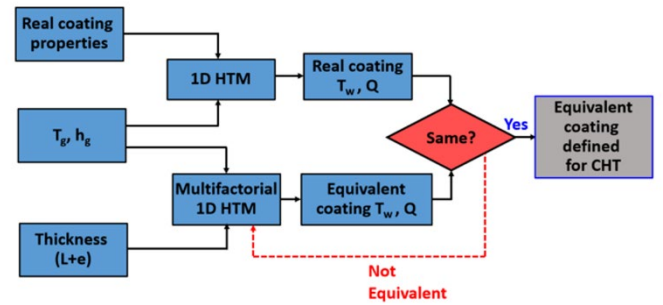 Real coating
properties
1D HTM
Real coating
Tw, Q
Tg, hg
Same?
Yes
Equivalent
coating
defined
for CHT
Multifactorial
1D HTM
Equivalent
coating Tw, Q
Thickness
(L+e)
Not
Equivalent